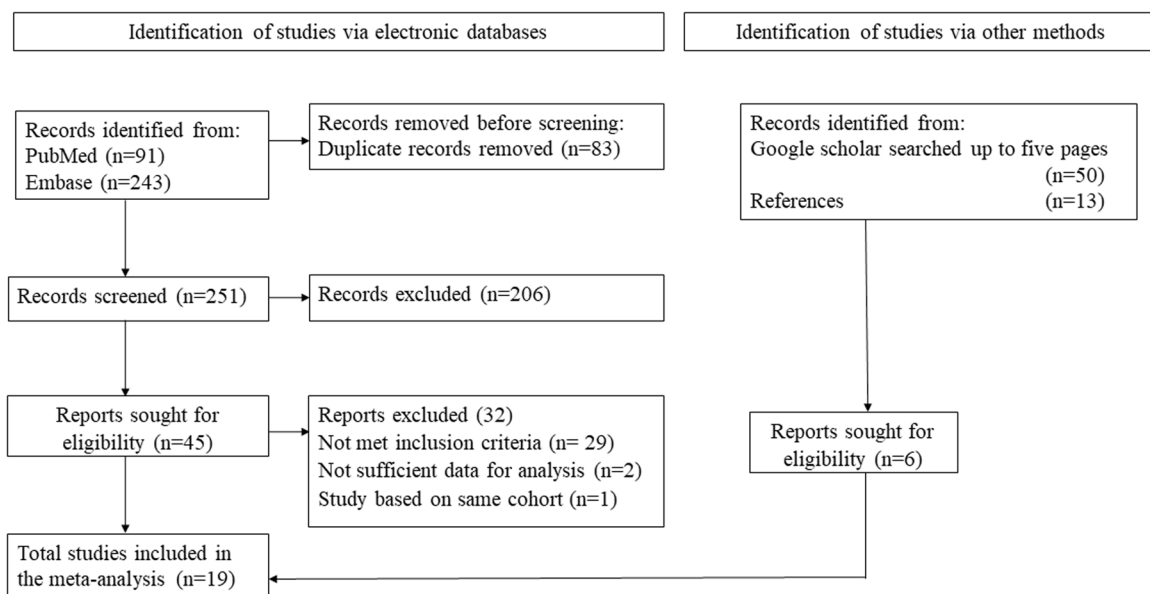 Identification of studies via electronic databases
Identification of studies via other methods
Records identified from:
PubMed (n=91)
Embase (n=243)
Records removed before screening:
Duplicate records removed (n=83)
Records identified from:
Google scholar searched up to five pages
(n=50)
References (n=13)
Records screened (n=251)
Records excluded (n=206)
Reports sought for
eligibility (n=45)
Reports excluded (32)
Not met inclusion criteria (n= 29)
Not sufficient data for analysis (n=2)
Study based on same cohort (n=1)
Reports sought for
eligibility (n=6)
Total studies included in
the meta-analysis (n=19)